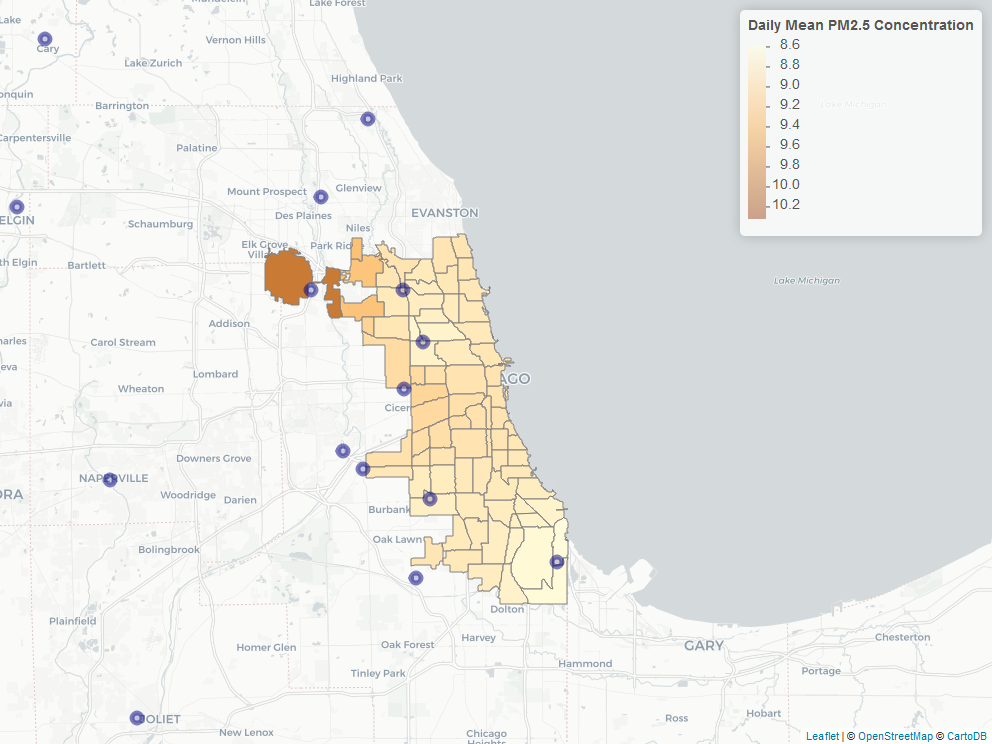 Lake Forest
Lake
Cary
Vernon Hills
Lake Zurich
Highland Park
onquin
Barrington
Carpentersville
Palatine
Mount Prospect
Glenview
Des Plaines
EVANSTON
ELGIN
Schaumburg
Niles
Elk Grove
Villa
Park Ri
th Elgin
Bartlett
Addison
harles
Carol Stream
eva
Lombard
Wheaton
AGO
via
Cicer
Downers Grove
NAPERVILLE
ORA
Woodridge
Darien
Burbank
Oak Lawn
Bolingbrook
Dolton
Plainfield
Harvey
Oak Forest
Homer Glen
GARY
Chesterton
Hammond
Portage
Tinley Park
JOLIET
New Lenox
Ross
Hobart
Chicago
Heights
Lake Michigan
Daily Mean PM2.5 Concentration
8.6
8.8
9.0
9.2
Lake Michigan
9.4
9.6
9.8
10.0
10.2
Leaflet | © OpenStreetMap © CartoDB